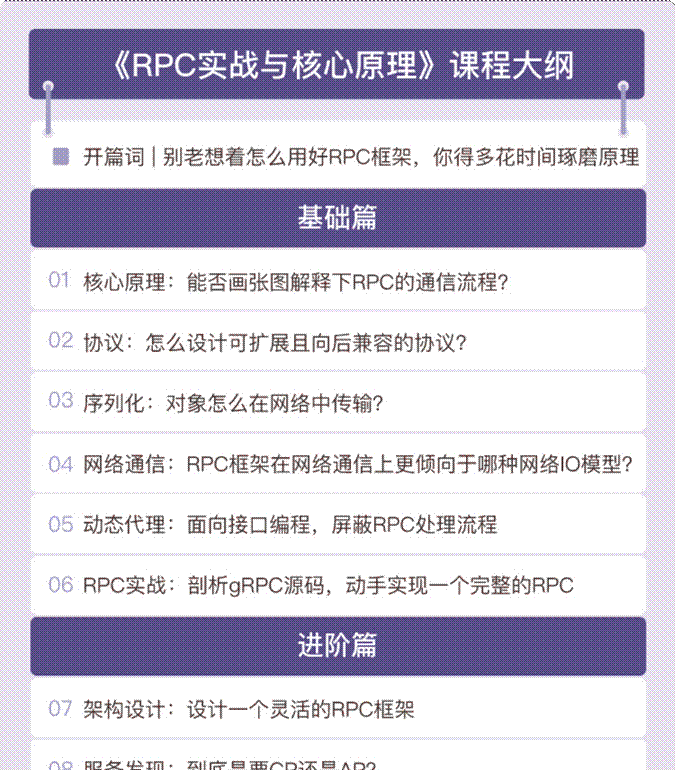 《RPC实战与核心原理》课程大纲
开篇词 | 别老想着怎么用好RPC框架，你得多花时间琢磨原理
基础篇
01 核心原理：能否画张图解释下RPC的通信流程？
02 协议：怎么设计可扩展且向后兼容的协议？
03 序列化：对象怎么在网络中传输？
04 网络通信：RPC框架在网络通信上更倾向于哪种网络IO模型？
05 动态代理：面向接口编程，屏蔽RPC处理流程
06 RPC实战：剖析gRPC源码，动手实现一个完整的RPC
进阶篇
07 架构设计：设计一个灵活的RPC框架
08 服务发现：到底是要CP还是AP？